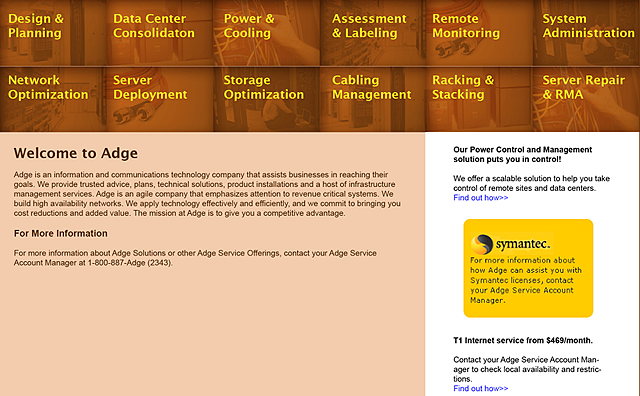 Design &
Planning
Data Center
Consolidaton
Power &
Cooling
Assessment
& Labeling
Remote
Monitoring
System
Administration
Network
Optimization
Server
Deployment
Storage
Optimization
Cabling
Management
Racking &
Stacking
Server Repair
& RMA
Welcome to Adge
Adge is an information and communications technology company that assists businesses in reaching their
goals. We provide trusted advice, plans, technical solutions, product installations and a host of infrastructure
management services. Adge is an agile company that emphasizes attention to revenue critical systems. We
build high availability networks. We apply technology effectively and efficiently, and we commit to bringing you
cost reductions and added value. The mission at Adge is to give you a competitive advantage.
For More Information
For more information about Adge Solutions or other Adge Service Offerings, contact your Adge Service
Account Manager at 1-800-887-Adge (2343).
Our Power Control and Management
solution puts you in control!
We offer a scalable solution to help you take
control of remote sites and data centers.
Find out how>>
symantec.
For more information about
how Adge can assist you with
Symantec licenses, contact
your Adge Service Account
Manager.
T1 Internet service from $469/month.
Contact your Adge Service Account Man-
ager to check local availability and restric-
tions.
Find out how>>